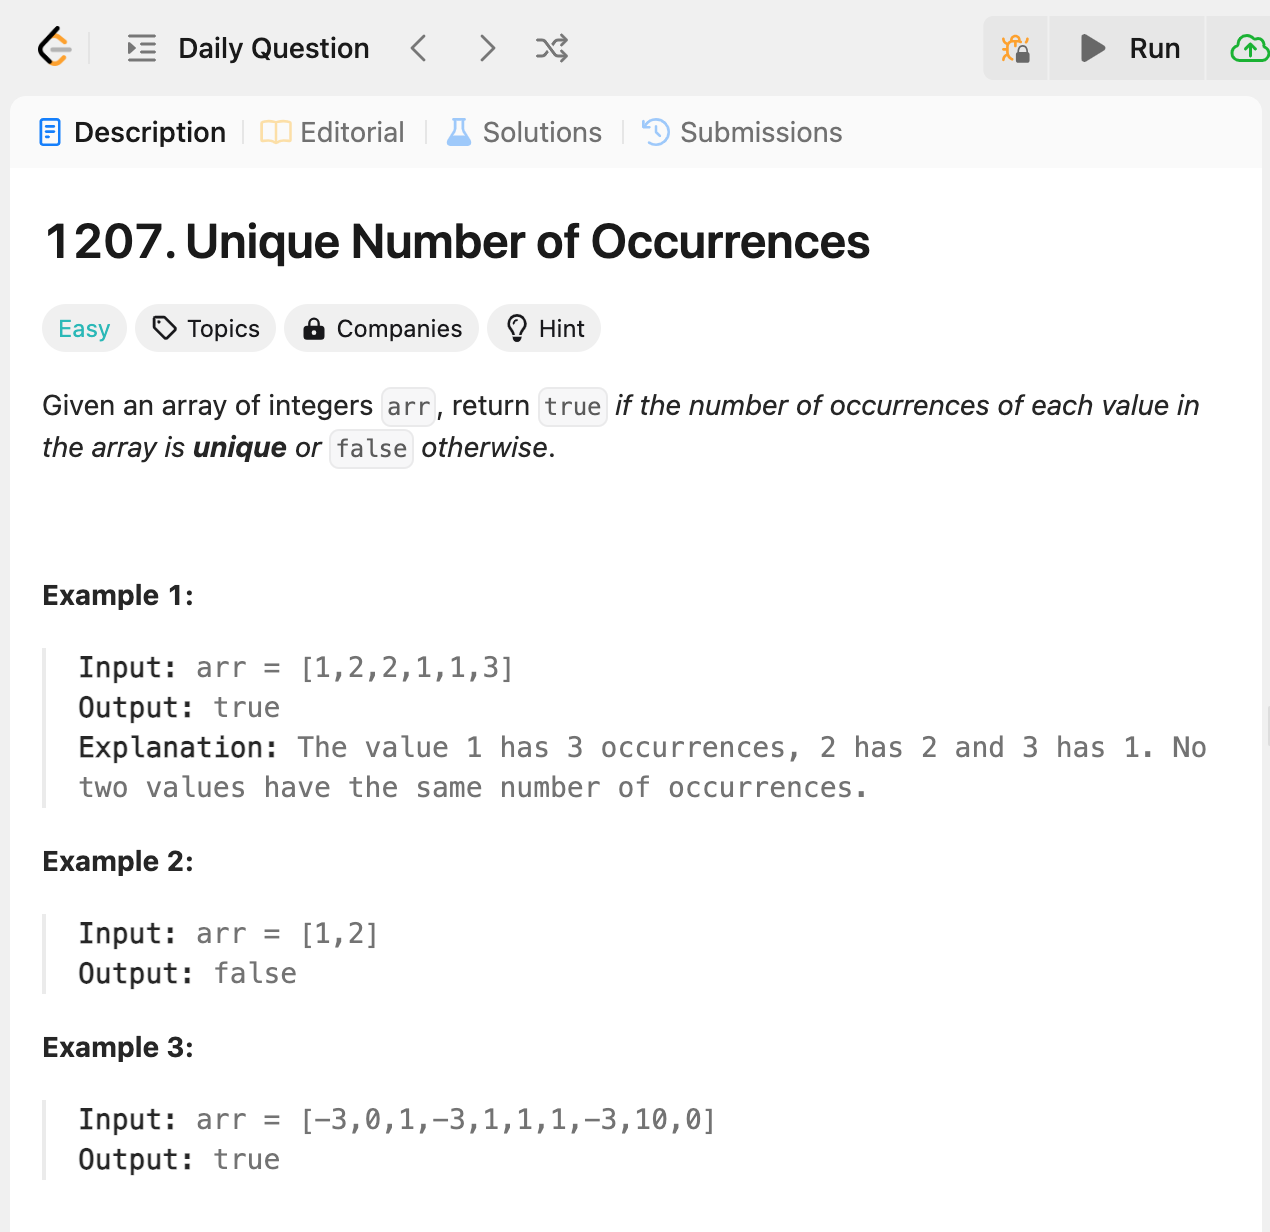 Daily Question
Run
Description
Editorial
Solutions
Submissions
1207. Unique Number of Occurrences
Easy
Topics
Companies
Hint
Given an array of integers arr, return true if the number of occurrences of each value in
the array is unique or false otherwise.
Example 1:
Input: arr = [1,2,2,1,1,3]
Output: true
Explanation: The value 1 has 3 occurrences, 2 has 2 and 3 has 1. No
two values have the same number of occurrences.
Example 2:
Input: arr = [1,2]
Output: false
Example 3:
Input: arr = [-3,0,1,-3,1,1,1,-3,10,0]
Output: true